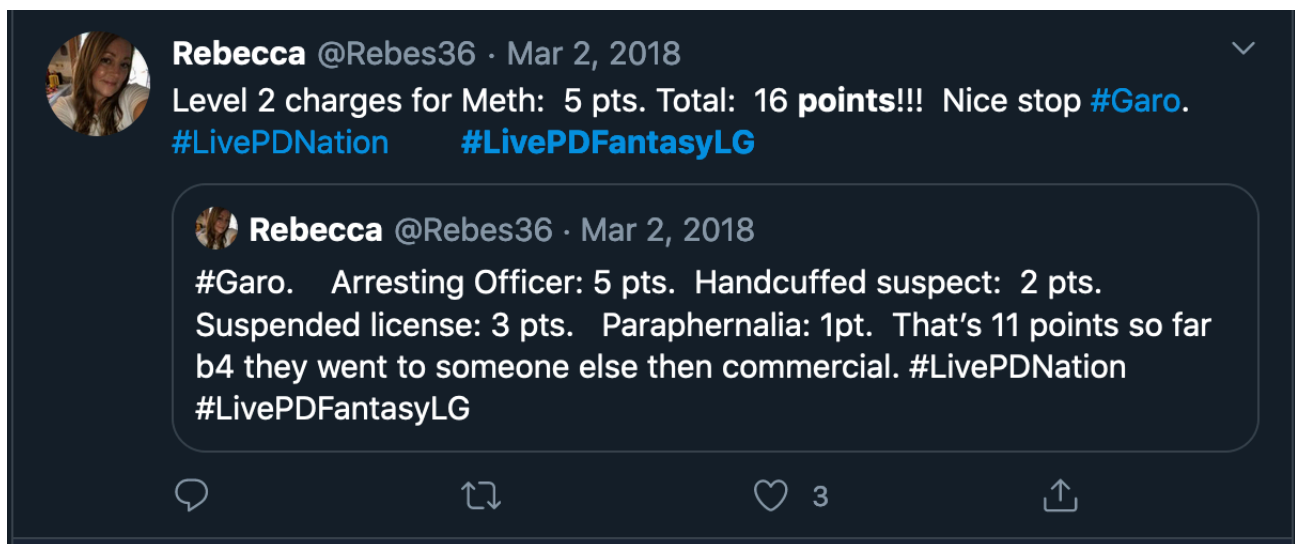 Rebecca @Rebes36 · Mar 2, 2018
Level 2 charges for Meth:  5 pts. Total:  16 points!!!  Nice stop #Garo.
#LivePDNation #LivePDFantasyLG
Rebecca @Rebes36 · Mar 2, 2018
#Garo.    Arresting Officer: 5 pts.  Handcuffed suspect:  2 pts.
Suspended license: 3 pts.   Paraphernalia: 1pt.  That’s 11 points so far
b4 they went to someone else then commercial. #LivePDNation
#LivePDFantasyLG
3